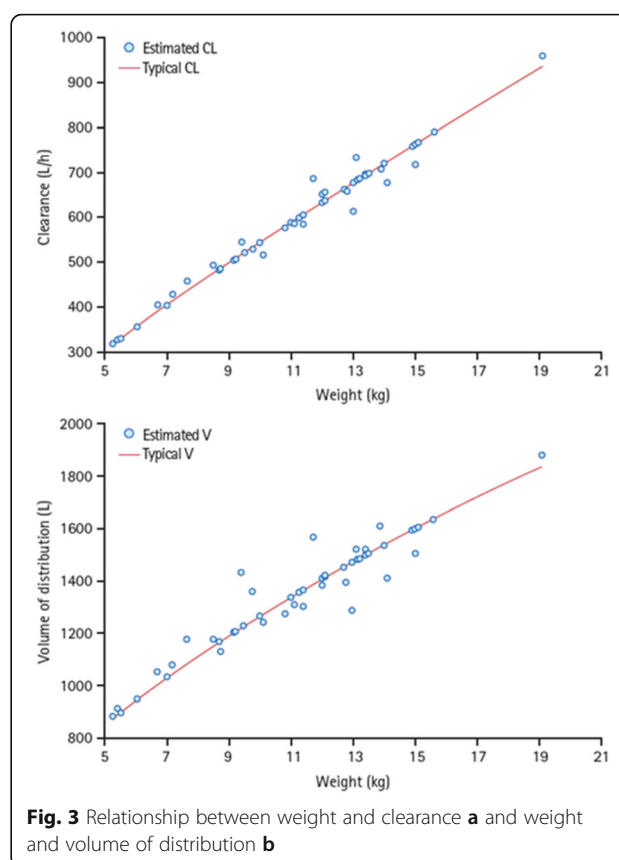 1000
Estimated CL
Typical CL
900
800
700
600
500
400
300
Clearance (L/h)
5 7 9 11 13 15 17 19 21
Weight (kg)
2000
Estimated V
Typical V
1800
1600
1400
1200
1000
800
Volume of distribution (L)
5 7 9 11 13 15 17 19 21
Weight (kg)
Fig. 3 Relationship between weight and clearance a and weight
and volume of distribution b